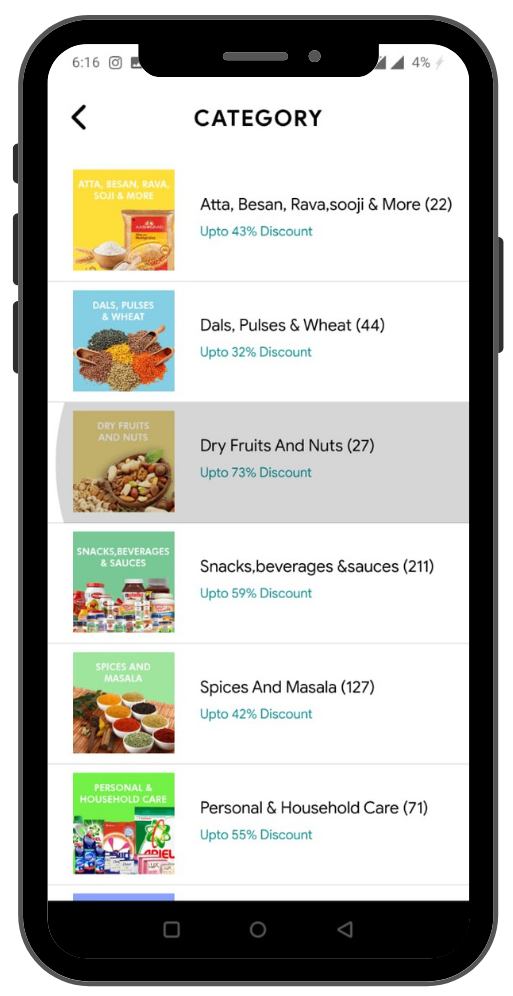 6:16
4%
CATEGORY
ATTA, BESAN, RAVA,
SOJI & MORE
Atta, Besan, Rava,sooji & More (22)
Upto 43% Discount
DALS, PULSES
& WHEAT
Dals, Pulses & Wheat (44)
Upto 32% Discount
DRY FRUITS
AND NUTS
Dry Fruits And Nuts (27)
Upto 73% Discount
SNACKS,BEVERAGES
& SAUCES
Snacks,beverages &sauces (211)
Upto 59% Discount
SPICES AND
MASALA
Spices And Masala (127)
Upto 42% Discount
PERSONAL &
HOUSEHOLD CARE
Personal & Household Care (71)
Upto 55% Discount
Surf
ARIEL